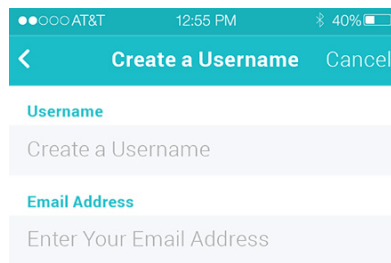 AT&T 12:55 PM 40%
Create a Username Cancel
Username
Create a Username
Email Address
Enter Your Email Address